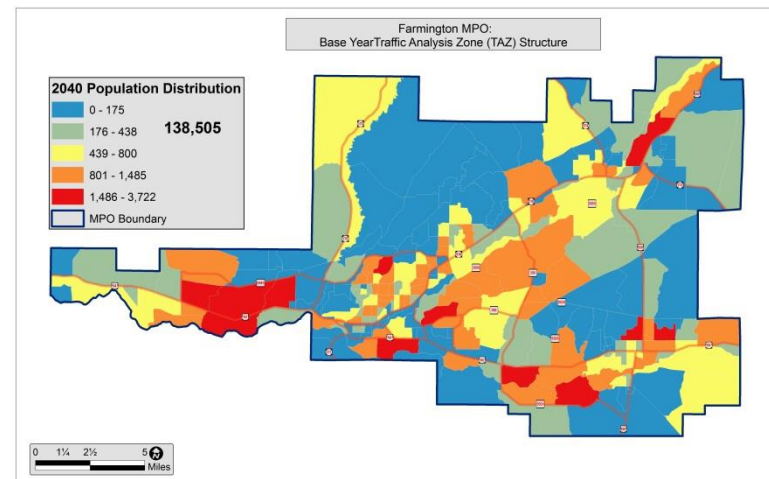 Farmington MPO:
Base YearTraffic Analysis Zone (TAZ) Structure
2040 Population Distribution
0 - 175
138,505
176 - 438
439 - 800
801 - 1,485
1,486 - 3,722
MPO Boundary
0 1¼ 2½ 5
Miles